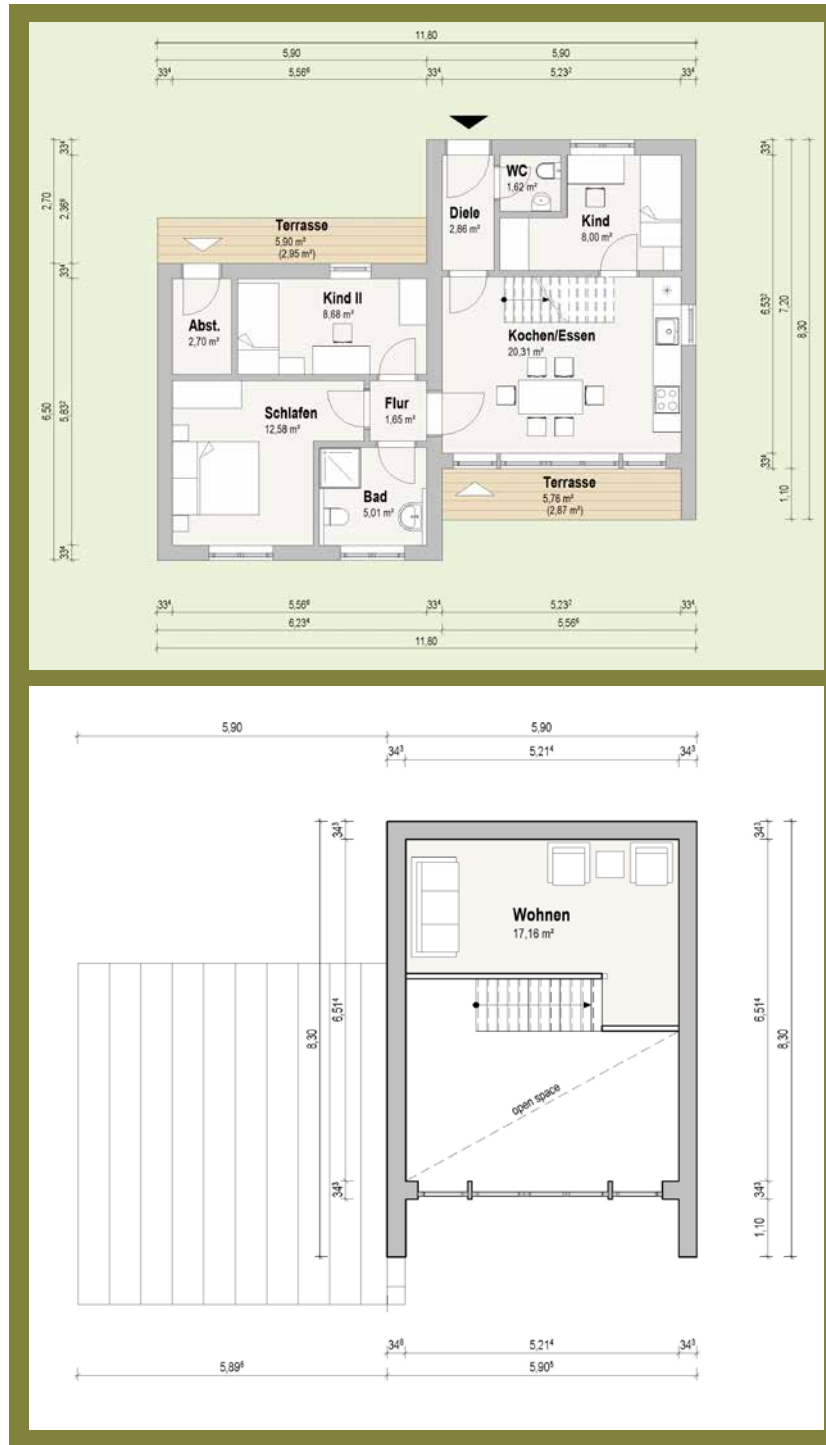 11,80
5,90 5,90
33⁴ 5,56⁶ 33⁴ 5,23² 33⁴
33⁴ 33⁴
2,70 2,36⁸
WC
1,62 m²
Diele
2,86 m²
Kind
8,00 m²
Terrasse
5,90 m²
(2,95 m²)
33⁴
Kind II
8,68 m²
Abst.
2,70 m²
Kochen/Essen
20,31 m²
6,53² 7,20 8,30
Schlafen
12,58 m²
Flur
1,65 m²
6,50 5,83²
33⁴
Terrasse
5,76 m²
(2,87 m²)
1,10
Bad
5,01 m²
33⁴
33⁴ 5,56⁶ 33⁴ 5,23² 33⁴
6,23⁴ 5,56⁶
11,80
5,90 5,90
34³ 5,21⁴ 34³
34³ 34³
Wohnen
17,16 m²
8,30 6,51⁴ 6,51⁴ 8,30
open space
34³ 34³
1,10
34³ 5,21⁴ 34³
5,89⁵ 5,90⁵